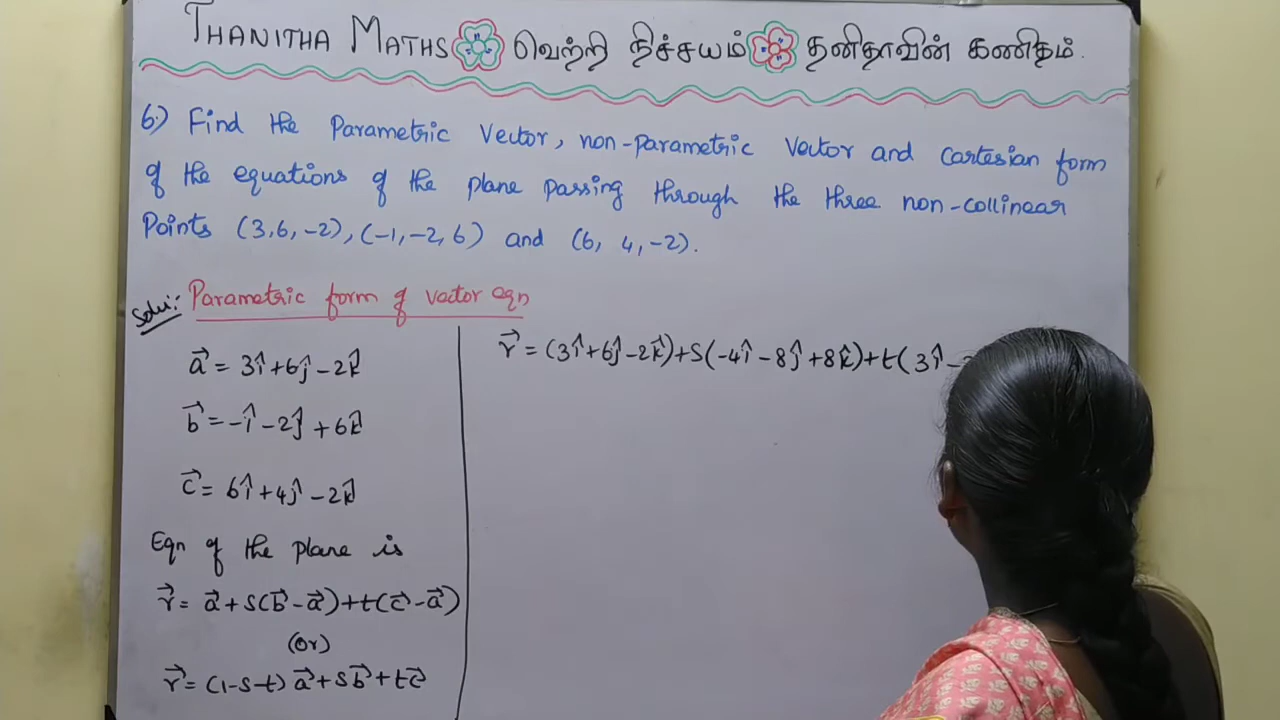 THANITHA MATHS வெற்றி நிச்சயம் தனிதாவின் கணிதம்.
6.) Find the Parametric Vector, non-parametric Vector and Cartesian form
of the equations of the plane passing through the three non-collinear
Points (3,6,-2), (-1,-2,6) and (6, 4,-2).
Solu:- Parametric form of vector eqn
a⃗ = 3î+6ĵ-2k̂
b⃗ = -î-2ĵ+6k̂
c⃗ = 6î+4ĵ-2k̂
Eqn of the plane is
r⃗ = a⃗+s(b⃗-a⃗)+t(c⃗-a⃗)
(Or)
r⃗ = (1-s-t)a⃗+sb⃗+tc⃗
r⃗ = (3î+6ĵ-2k̂)+s(-4î-8ĵ+8k̂)+t(3î-